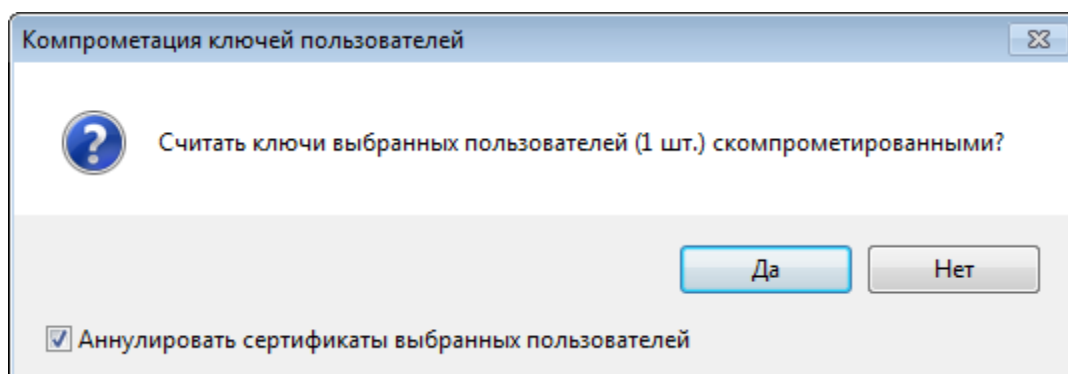 Компрометация ключей пользователей
Считать ключи выбранных пользователей (1 шт.) скомпрометированными?
Да
Нет
Аннулировать сертификаты выбранных пользователей